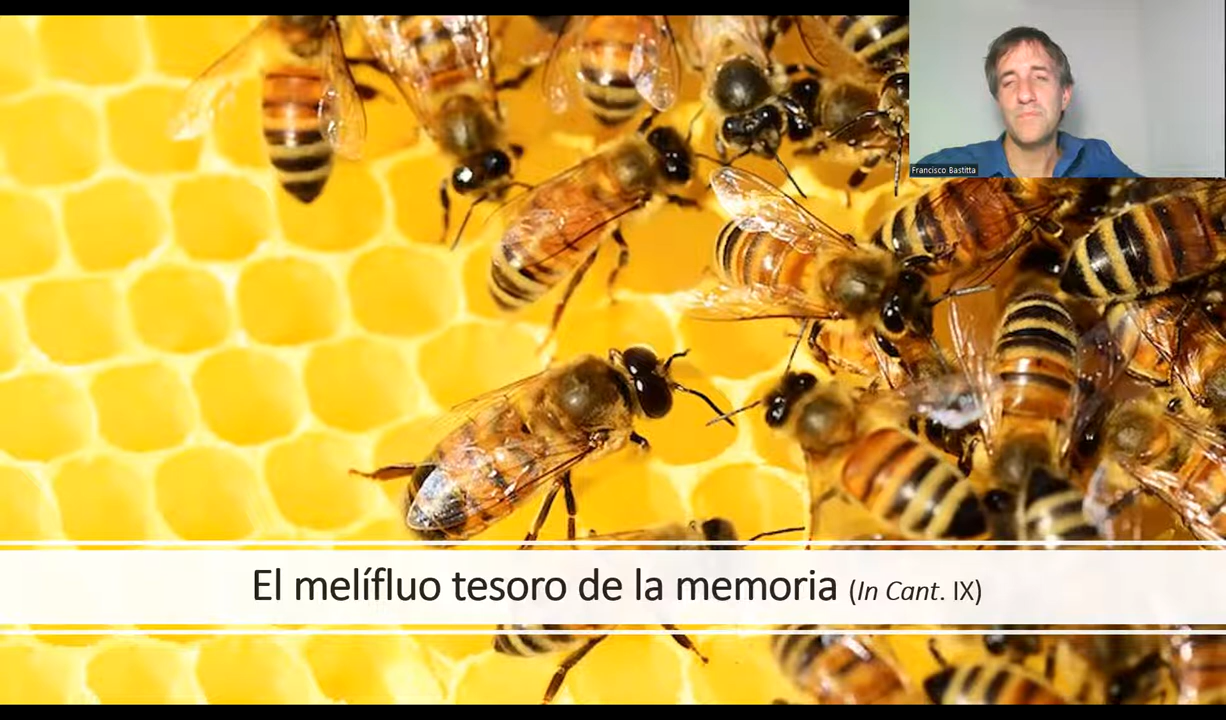 Francisco Bastitta
El melífluo tesoro de la memoria (In Cant. IX)